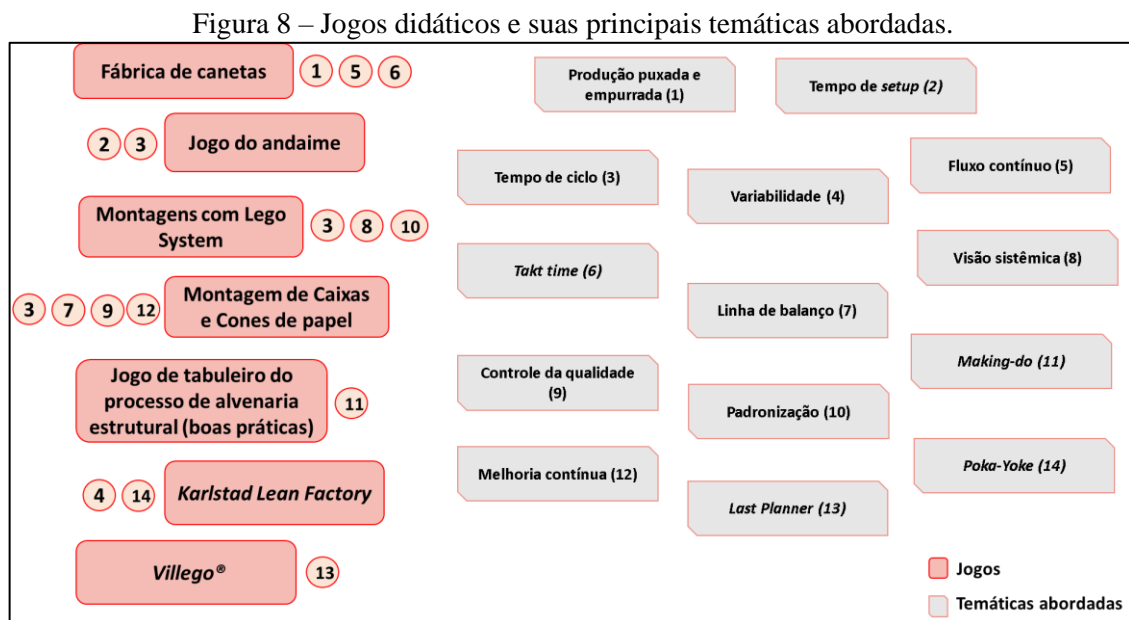 Figura 8 – Jogos didáticos e suas principais temáticas abordadas.
Fábrica de canetas
1 5 6
2 3
Jogo do andaime
Montagens com Lego
System
3 8 10
3 7 9 12
Montagem de Caixas
e Cones de papel
Jogo de tabuleiro do
processo de alvenaria
estrutural (boas práticas)
11
4 14
Karlstad Lean Factory
Villego®
13
Produção puxada e
empurrada (1)
Tempo de setup (2)
Tempo de ciclo (3)
Variabilidade (4)
Fluxo contínuo (5)
Takt time (6)
Linha de balanço (7)
Visão sistêmica (8)
Controle da qualidade
(9)
Padronização (10)
Making-do (11)
Melhoria contínua (12)
Last Planner (13)
Poka-Yoke (14)
Jogos
Temáticas abordadas